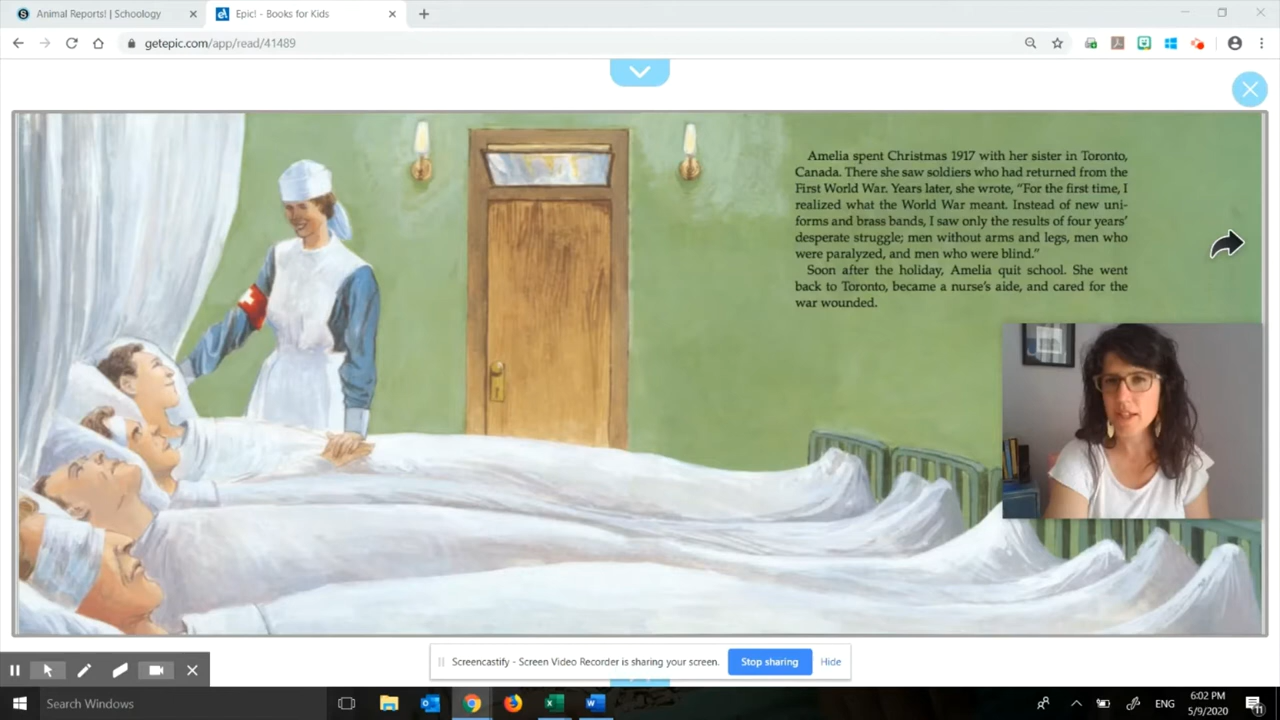 Animal Reports! | Schoology
Epic! - Books for Kids
getepic.com/app/read/41489
Amelia spent Christmas 1917 with her sister in Toronto,
Canada. There she saw soldiers who had returned from the
First World War. Years later, she wrote, “For the first time, I
realized what the World War meant. Instead of new uni-
forms and brass bands, I saw only the results of four years’
desperate struggle; men without arms and legs, men who
were paralyzed, and men who were blind.”
Soon after the holiday, Amelia quit school. She went
back to Toronto, became a nurse’s aide, and cared for the
war wounded.
Screencastify - Screen Video Recorder is sharing your screen.
Stop sharing
Hide
Search Windows
ENG
6:02 PM
5/9/2020
11